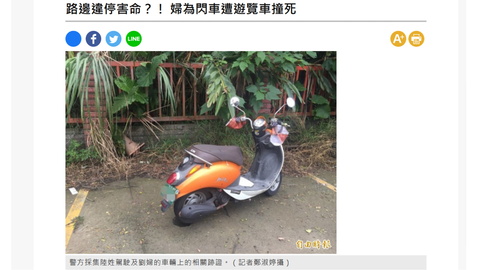 路邊違停害命？！ 婦為閃車遭遊覽車撞死
LINE
A+
自由時報
警方採集陸姓駕駛及劉婦的車輛上的相關跡證。（記者鄭淑婷攝）